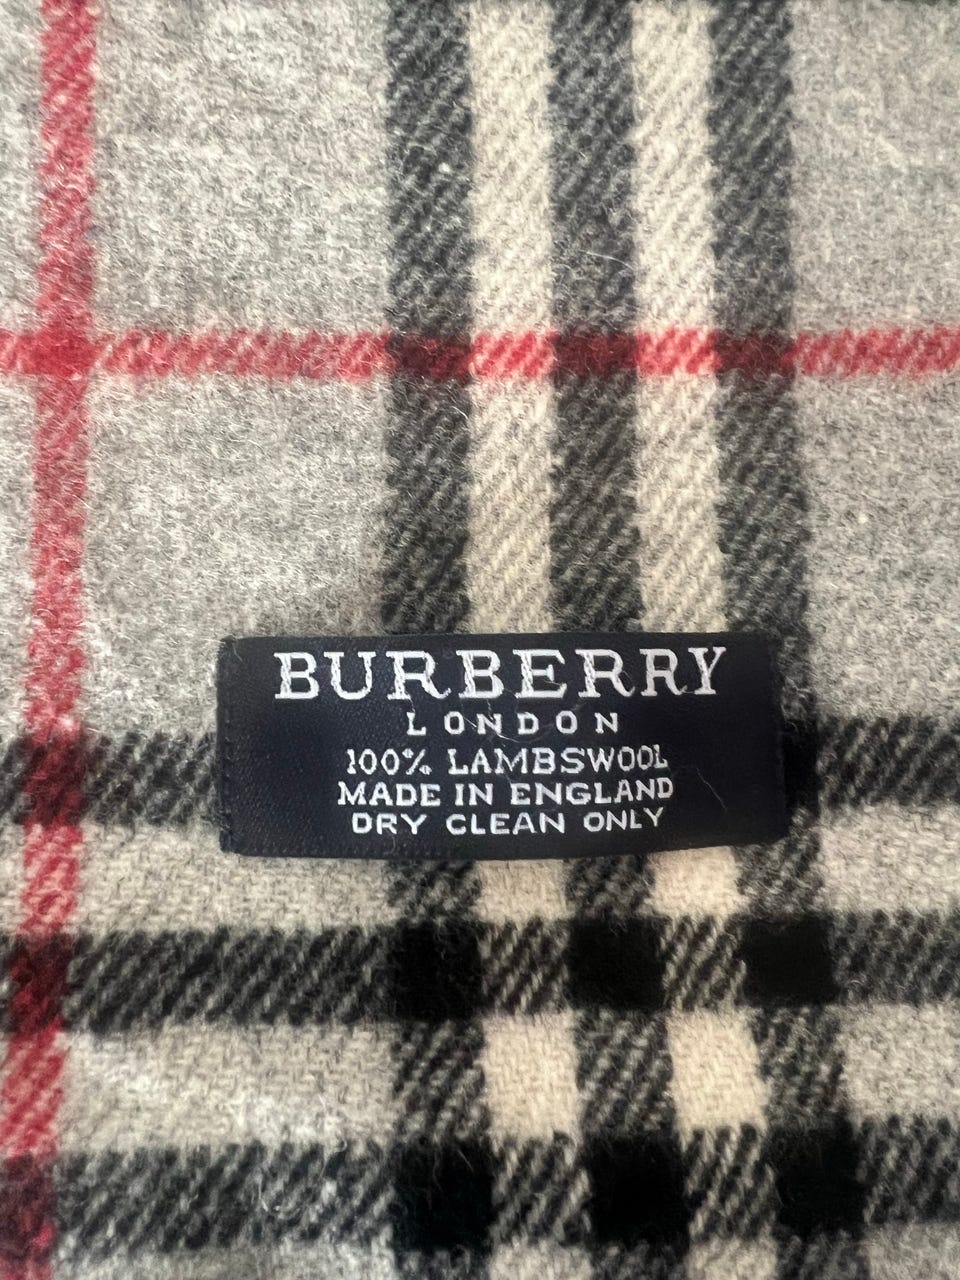 BURBERRY
LONDON
100% LAMBSWOOL
MADE IN ENGLAND
DRY CLEAN ONLY